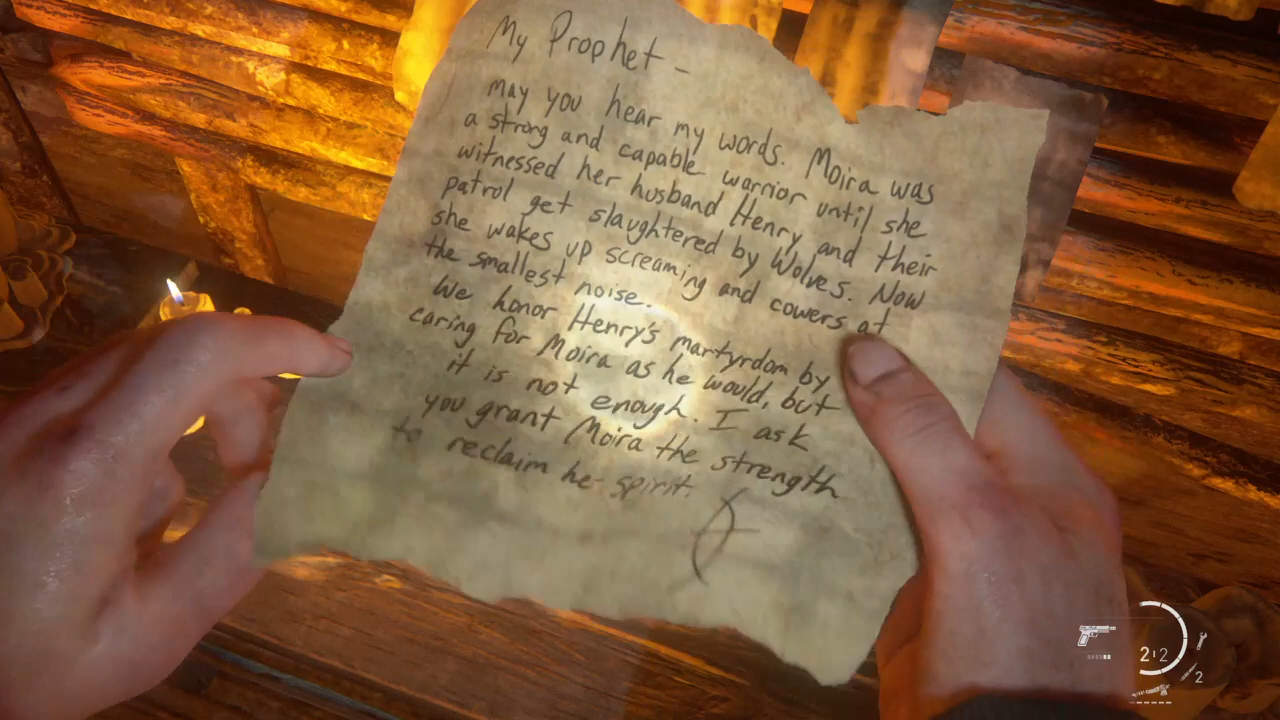 My Prophet -
may you hear my words. Moira was
a strong and capable warrior until she
witnessed her husband Henry, and their
patrol get slaughtered by Wolves. Now
she wakes up screaming and cowers at
the smallest noise.
We honor Henry's martyrdom by
caring for Moira as he would, but
it is not enough. I ask
you grant Moira the strength
to reclaim her spirit.
2 2
2